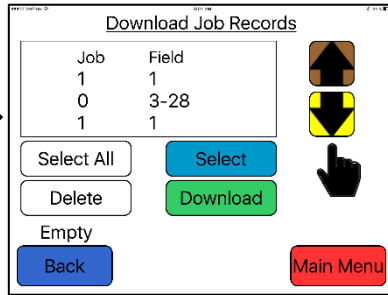 Download Job Records
Job Field
1 1
0 3-28
1 1
Select All Select
Delete Download
Empty
Back Main Menu